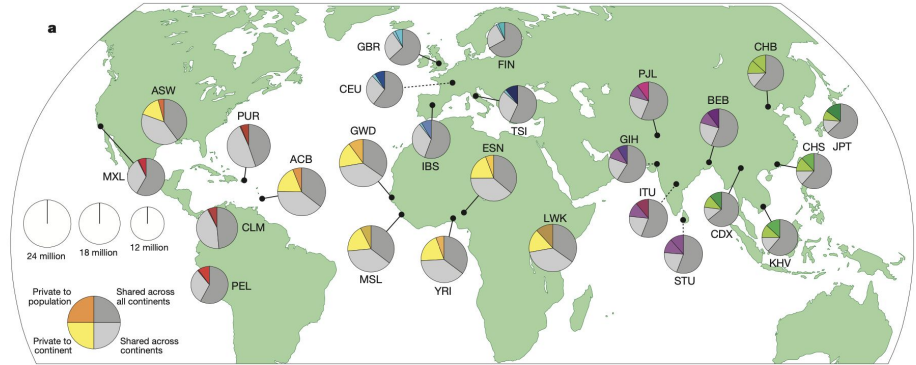 a
GBR
FIN
CHB
CEU
PJL
ASW
BEB
PUR
TSI
JPT
GWD
ESN
IBS
GIH
CHS
ACB
MXL
ITU
LWK
CLM
CDX
24 million
18 million
12 million
KHV
MSL
STU
YRI
PEL
Private to
population
Shared across
all continents
Private to
continent
Shared across
continents